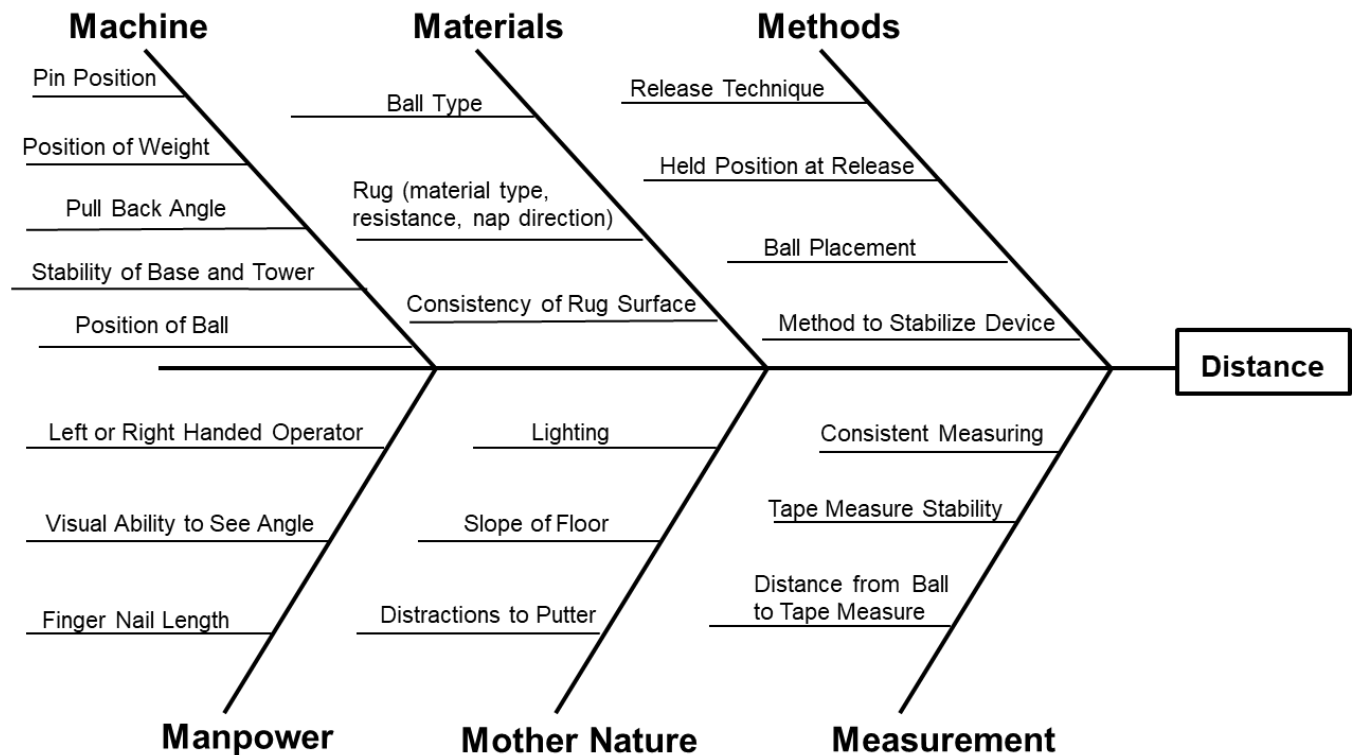 Machine
Materials
Methods
Pin Position
Position of Weight
Pull Back Angle
Stability of Base and Tower
Position of Ball
Ball Type
Rug (material type,
resistance, nap direction)
Consistency of Rug Surface
Release Technique
Held Position at Release
Ball Placement
Method to Stabilize Device
Distance
Left or Right Handed Operator
Visual Ability to See Angle
Finger Nail Length
Lighting
Slope of Floor
Distractions to Putter
Consistent Measuring
Tape Measure Stability
Distance from Ball
to Tape Measure
Manpower
Mother Nature
Measurement